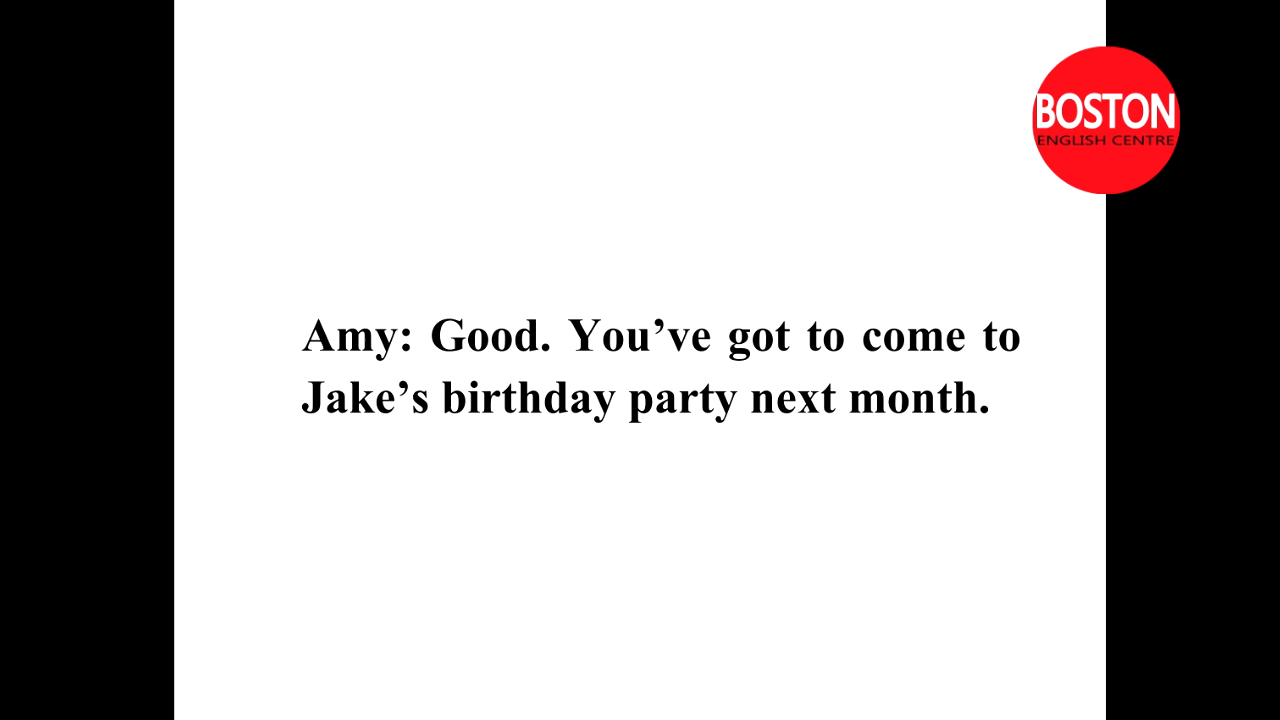 BOSTON
ENGLISH CENTRE
Amy: Good. You’ve got to come to
Jake’s birthday party next month.